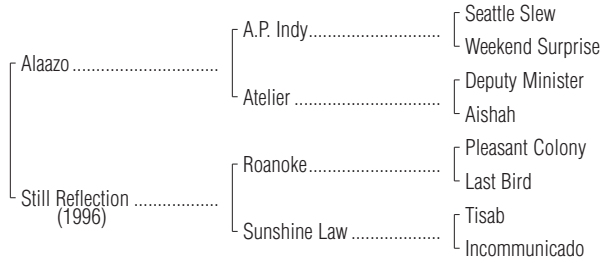 Seattle Slew
A.P. Indy..................................
Weekend Surprise
Alaazo .....................................
Deputy Minister
Atelier .....................................
Aishah
Pleasant Colony
Roanoke..................................
Last Bird
Still Reflection .....................
(1996)
Tisab
Sunshine Law ......................
Incommunicado